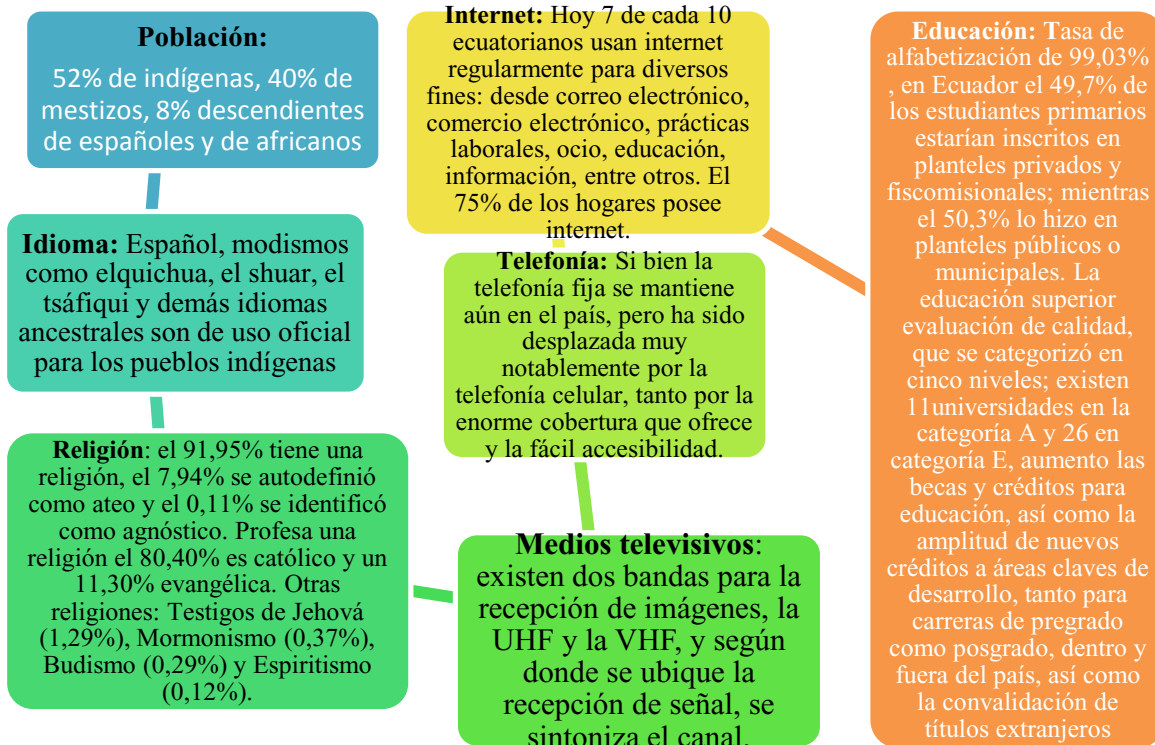 Población:
52% de indígenas, 40% de
mestizos, 8% descendientes
de españoles y de africanos
Idioma: Español, modismos
como elquichua, el shuar, el
tsáfiqui y demás idiomas
ancestrales son de uso oficial
para los pueblos indígenas
Religión: el 91,95% tiene una
religión, el 7,94% se autodefinió
como ateo y el 0,11% se identificó
como agnóstico. Profesa una
religión el 80,40% es católico y un
11,30% evangélica. Otras
religiones: Testigos de Jehová
(1,29%), Mormonismo (0,37%),
Budismo (0,29%) y Espiritismo
(0,12%).
Medios televisivos:
existen dos bandas para la
recepción de imágenes, la
UHF y la VHF, y según
donde se ubique la
recepción de señal, se
sintoniza el canal.
Telefonía: Si bien la
telefonía fija se mantiene
aún en el país, pero ha sido
desplazada muy
notablemente por la
telefonía celular, tanto por la
enorme cobertura que ofrece
y la fácil accesibilidad.
Internet: Hoy 7 de cada 10
ecuatorianos usan internet
regularmente para diversos
fines: desde correo electrónico,
comercio electrónico, prácticas
laborales, ocio, educación,
información, entre otros. El
75% de los hogares posee
internet.
Educación: Tasa de
alfabetización de 99,03%
, en Ecuador el 49,7% de
los estudiantes primarios
estarían inscritos en
planteles privados y
fiscomisionales; mientras
el 50,3% lo hizo en
planteles públicos o
municipales. La
educación superior
evaluación de calidad,
que se categorizó en
cinco niveles; existen
11universidades en la
categoría A y 26 en
categoría E, aumento las
becas y créditos para
educación, así como la
amplitud de nuevos
créditos a áreas claves de
desarrollo, tanto para
carreras de pregrado
como posgrado, dentro y
fuera del país, así como
la convalidación de
títulos extranjeros